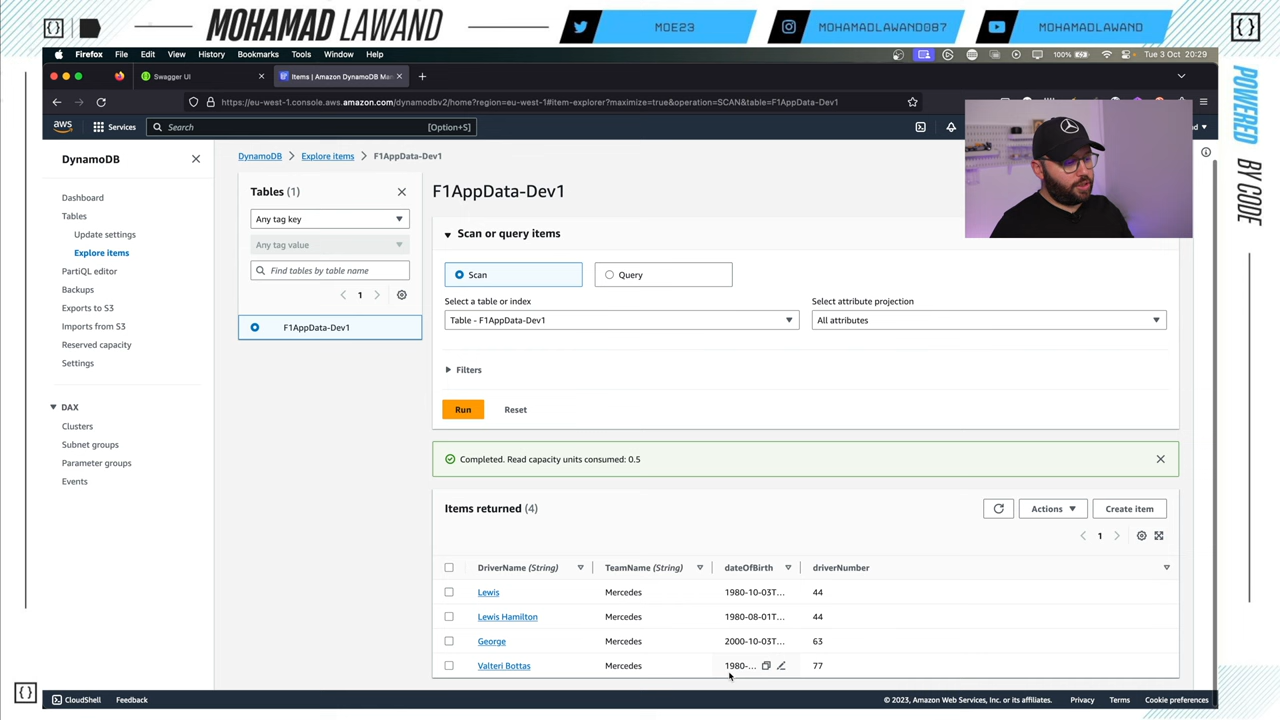 MOHAMAD LAWAND
MOE23
MOHAMADLAWAND087
MOHAMADLAWAND
{}
Firefox File Edit View History Bookmarks Tools Window Help
100% Tue 3 Oct 20:29
Swagger UI
Items | Amazon DynoDB Man
https://eu-west-1.console.aws.amazon.com/dynamodbv2/home?region=eu-west-1#item-explorer?maximize=true&operation=SCAN&table=F1AppData-Dev1
aws Services Search [Option+S]
DynamoDB
Dashboard
Tables
Update settings
Explore items
PartiQL editor
Backups
Exports to S3
Imports from S3
Reserved capacity
Settings
DAX
Clusters
Subnet groups
Parameter groups
Events
DynamoDB > Explore items > F1AppData-Dev1
Tables (1)
Any tag key
Any tag value
Find tables by table name
1
F1AppData-Dev1
F1AppData-Dev1
Scan or query items
Scan
Query
Select a table or index
Table - F1AppData-Dev1
Select attribute projection
All attributes
Filters
Run Reset
Completed. Read capacity units consumed: 0.5
Items returned (4)
Actions
Create item
1
DriverName (String) TeamName (String) dateOfBirth driverNumber
Lewis Mercedes 1980-10-03T... 44
Lewis Hamilton Mercedes 1980-08-01T... 44
George Mercedes 2000-10-03T... 63
Valteri Bottas Mercedes 1980-... 77
CloudShell Feedback
© 2023, Amazon Web Services, Inc. or its affiliates. Privacy Terms Cookie preferences
POWERED BY CODE
{}